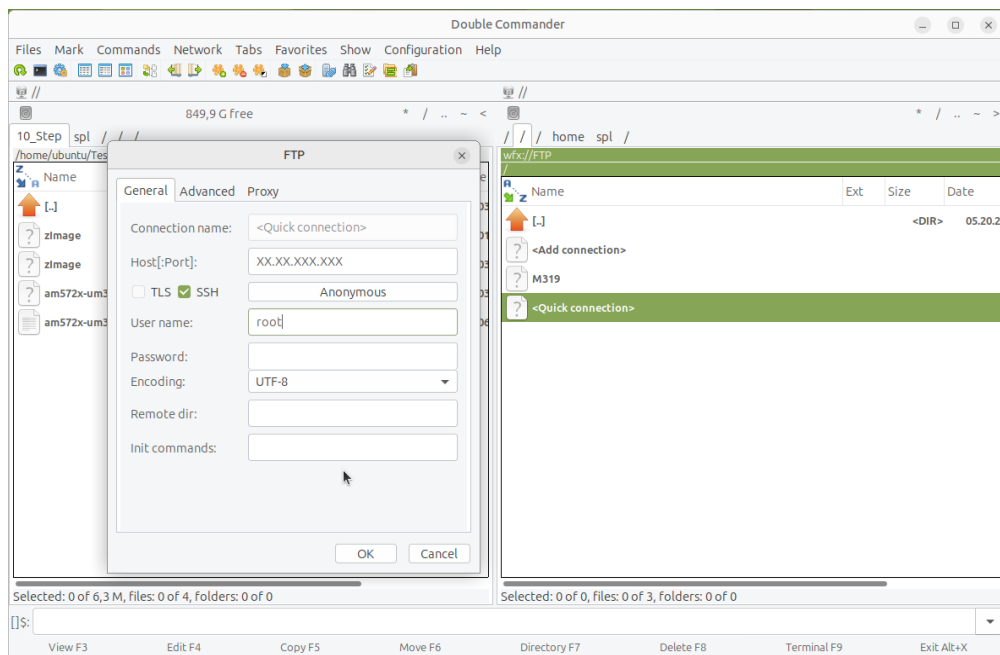 Double Commander
Files Mark Commands Network Tabs Favorites Show Configuration Help
// //
849,9 G free * / .. ~ < * / .. ~ >
10_Step spl / / / / / / home spl /
/home/ubuntu/Tes wfx://FTP
/
Name Name Ext Size Date
[..] [..] <DIR> 05.20.2
zImage <Add connection>
zImage M319
am572x-um3 <Quick connection>
am572x-um3
FTP
General Advanced Proxy
Connection name: <Quick connection>
Host[:Port]: XX.XX.XXX.XXX
TLS SSH Anonymous
User name: root
Password:
Encoding: UTF-8
Remote dir:
Init commands:
OK Cancel
Selected: 0 of 6,3 M, files: 0 of 4, folders: 0 of 0 Selected: 0 of 0, files: 0 of 3, folders: 0 of 0
[]$:
View F3 Edit F4 Copy F5 Move F6 Directory F7 Delete F8 Terminal F9 Exit Alt+X